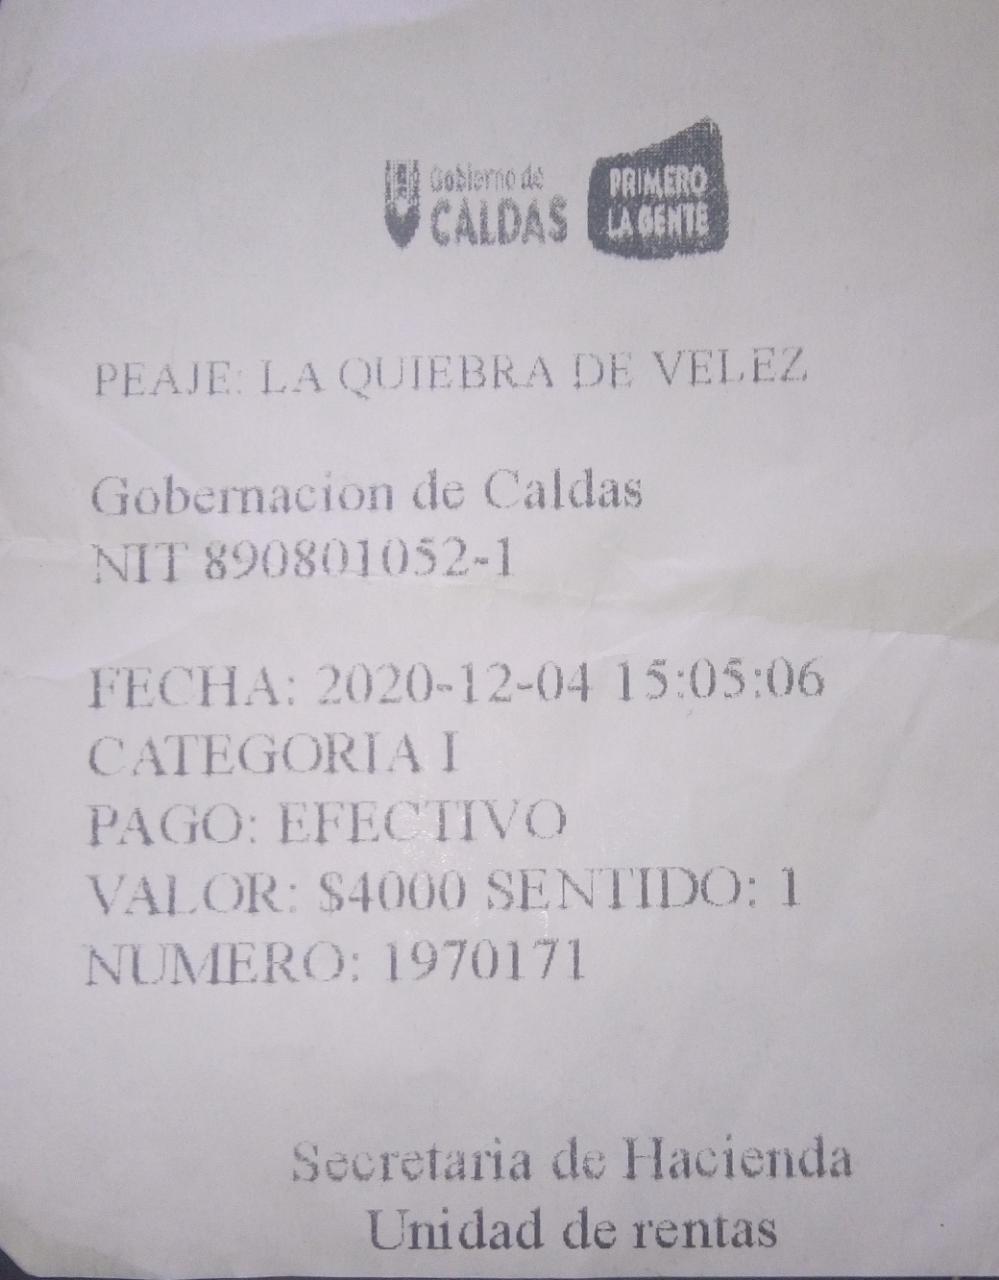 Gobierno de
CALDAS
PRIMERO
LA GENTE
PEAJE: LA QUIEBRA DE VELEZ
Gobernacion de Caldas
NIT 890801052-1
FECHA: 2020-12-04 15:05:06
CATEGORIA I
PAGO: EFECTIVO
VALOR: $4000 SENTIDO: 1
NUMERO: 1970171
Secretaria de Hacienda
Unidad de rentas